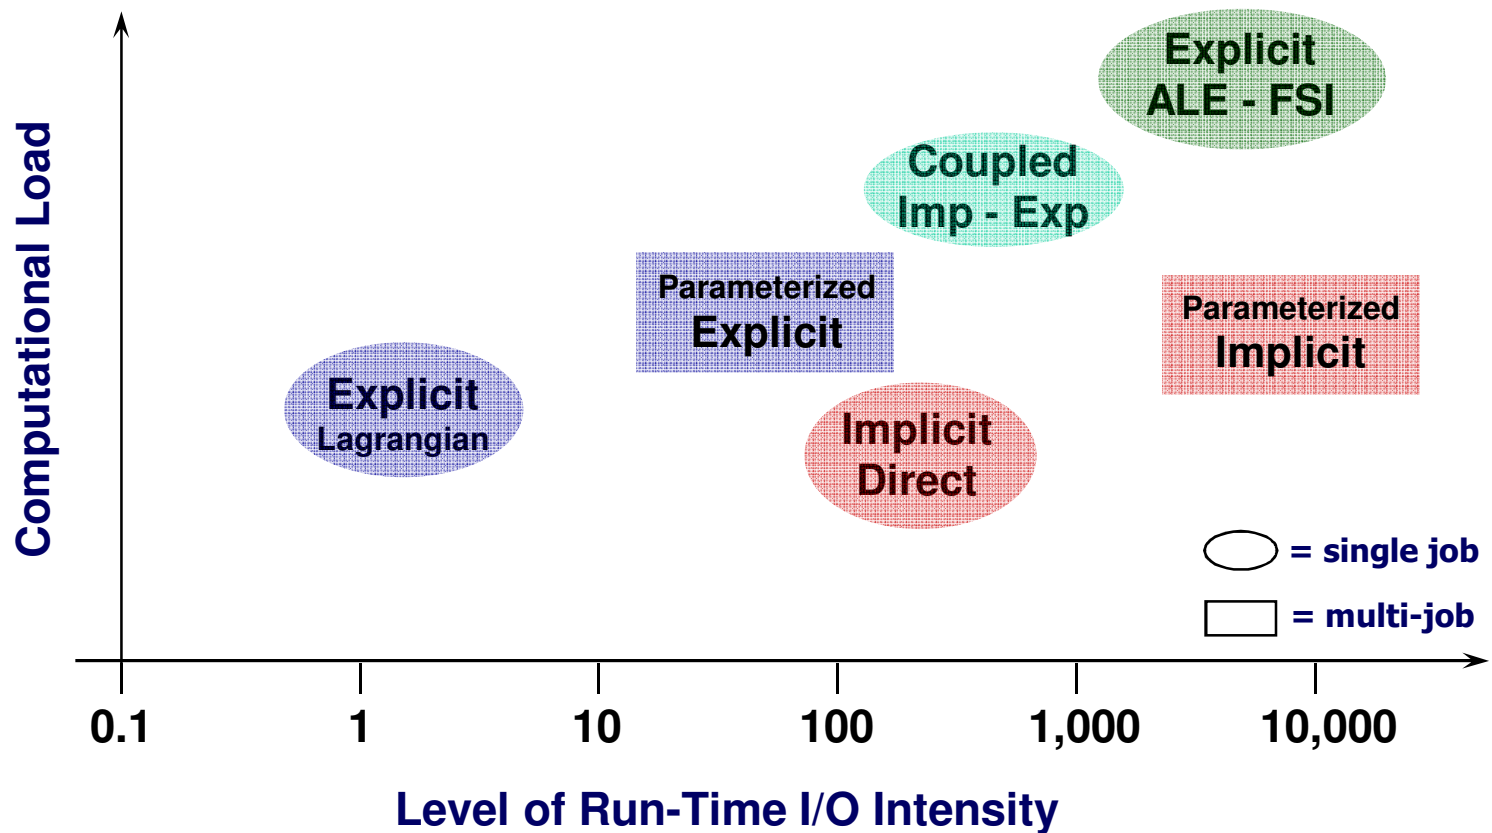 Computational Load
Explicit
ALE - FSI
Coupled
Imp - Exp
Parameterized
Explicit
Parameterized
Implicit
Explicit
Lagrangian
Implicit
Direct
= single job
= multi-job
0.1 1 10 100 1,000 10,000
Level of Run-Time I/O Intensity